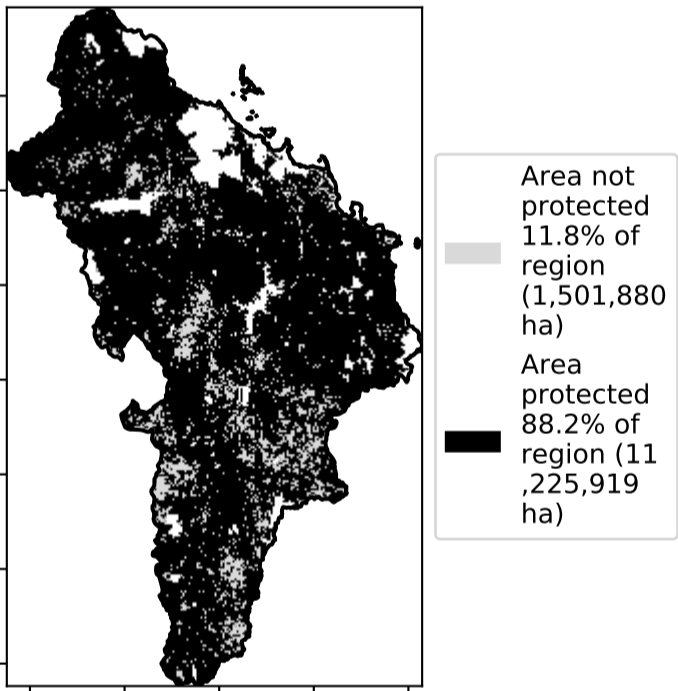 Area not
protected
11.8% of
region
(1,501,880
ha)
Area
protected
88.2% of
region (11
,225,919
ha)